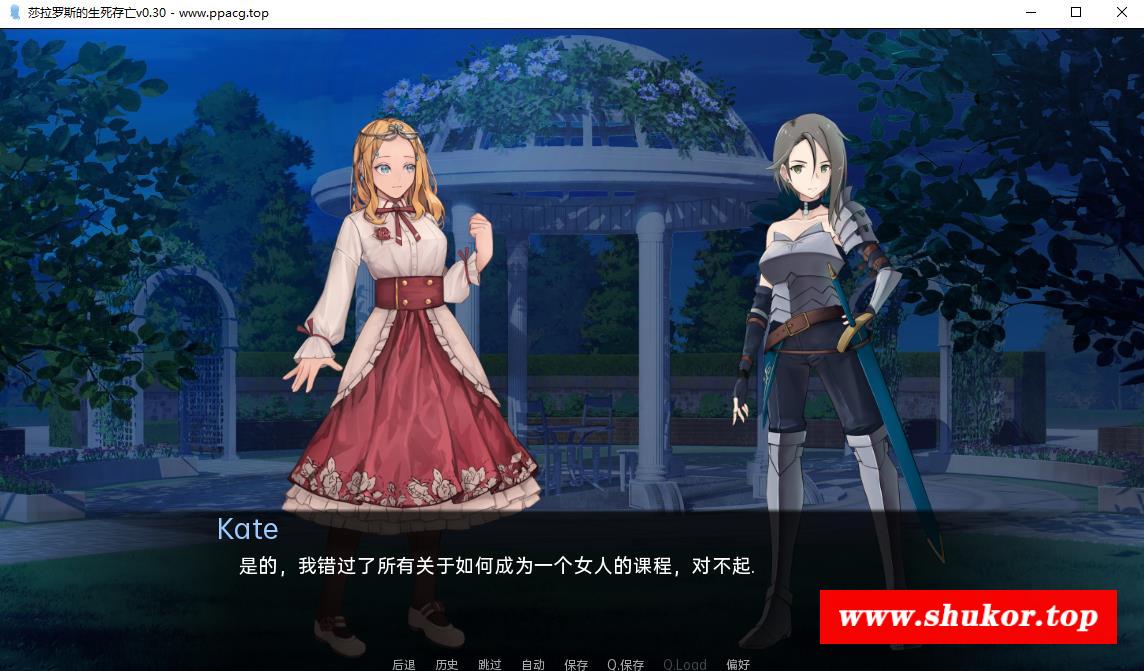 莎拉罗斯的生死存亡v0.30 - www.ppacg.top
Kate
是的，我错过了所有关于如何成为一个女人的课程，对不起.
www.shukor.top
后退 历史 跳过 自动 保存 Q.保存 Q.Load 偏好